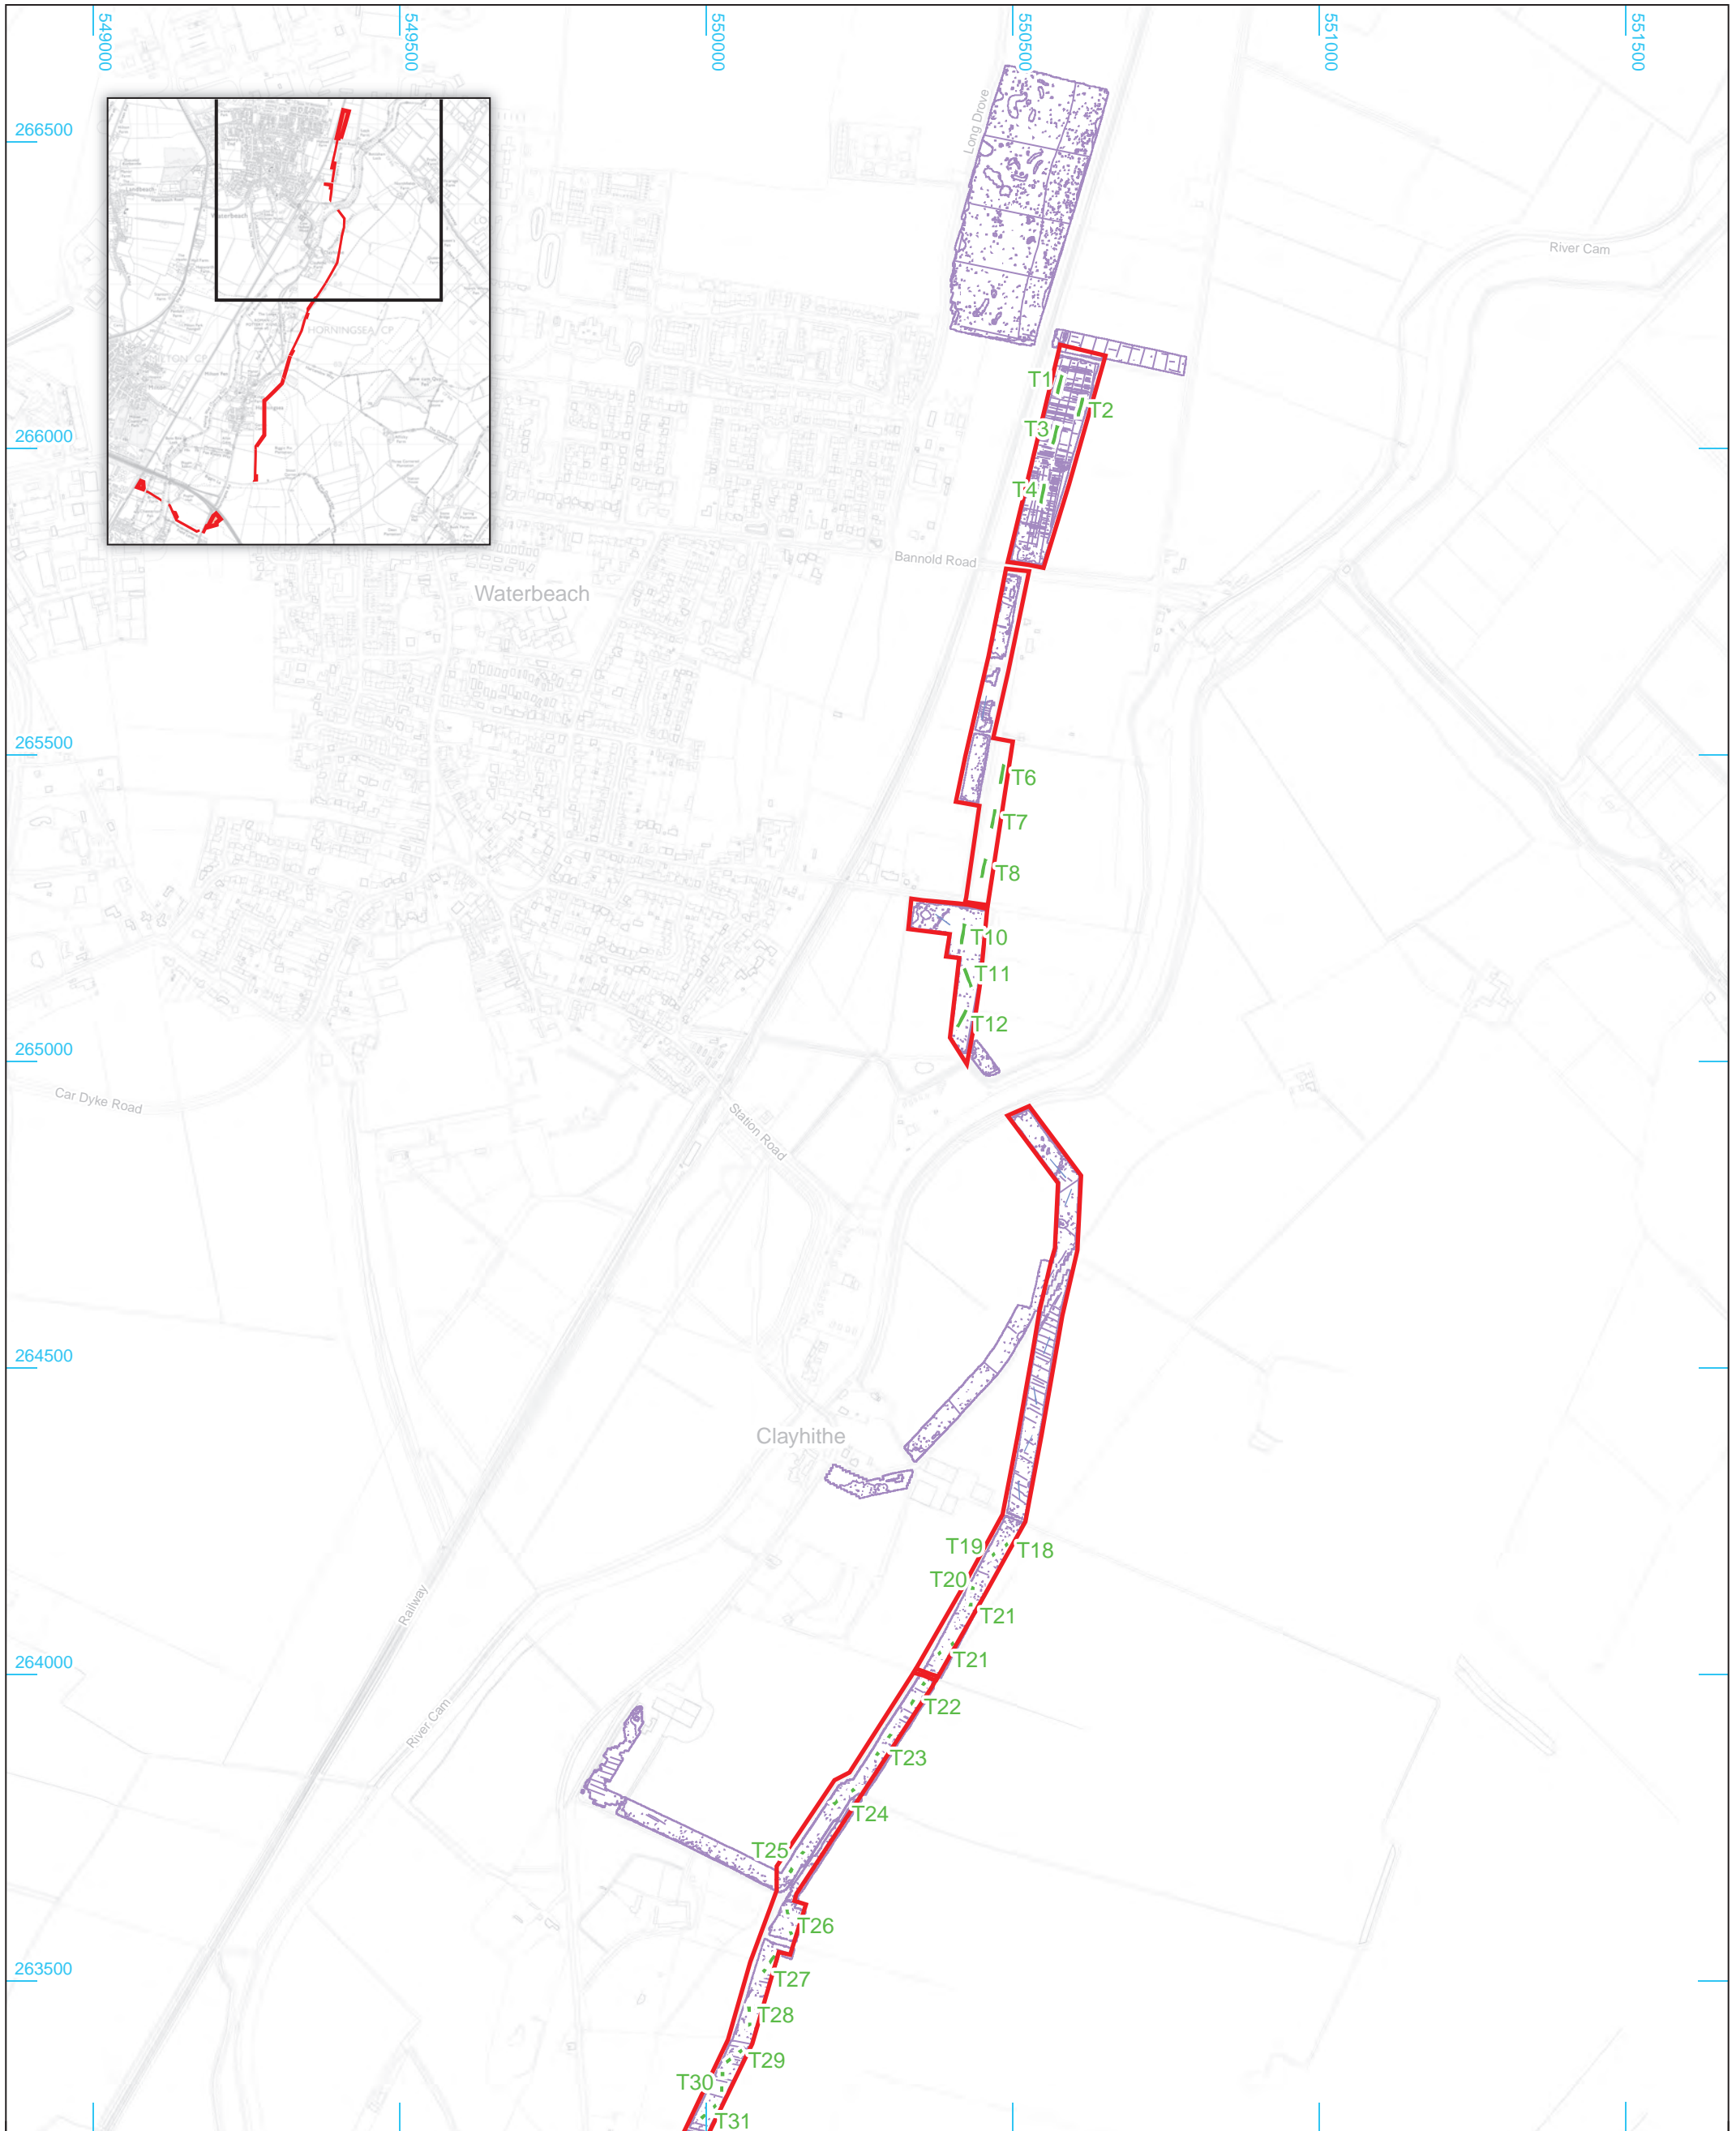 549000
549500
550000
550500
551000
551500
266500
266000
265500
265000
264500
264000
263500
Long Drove
River Cam
HORNINGSEA CP
Waterbeach
Landbeach
T1
T2
T3
T4
Bannold Road
Waterbeach
T6
T7
T8
T10
T11
T12
Car Dyke Road
Station Road
Clayhithe
T19
T18
T20
T21
T21
Railway
River Cam
T22
T23
T24
T25
T26
T27
T28
T29
T30
T31